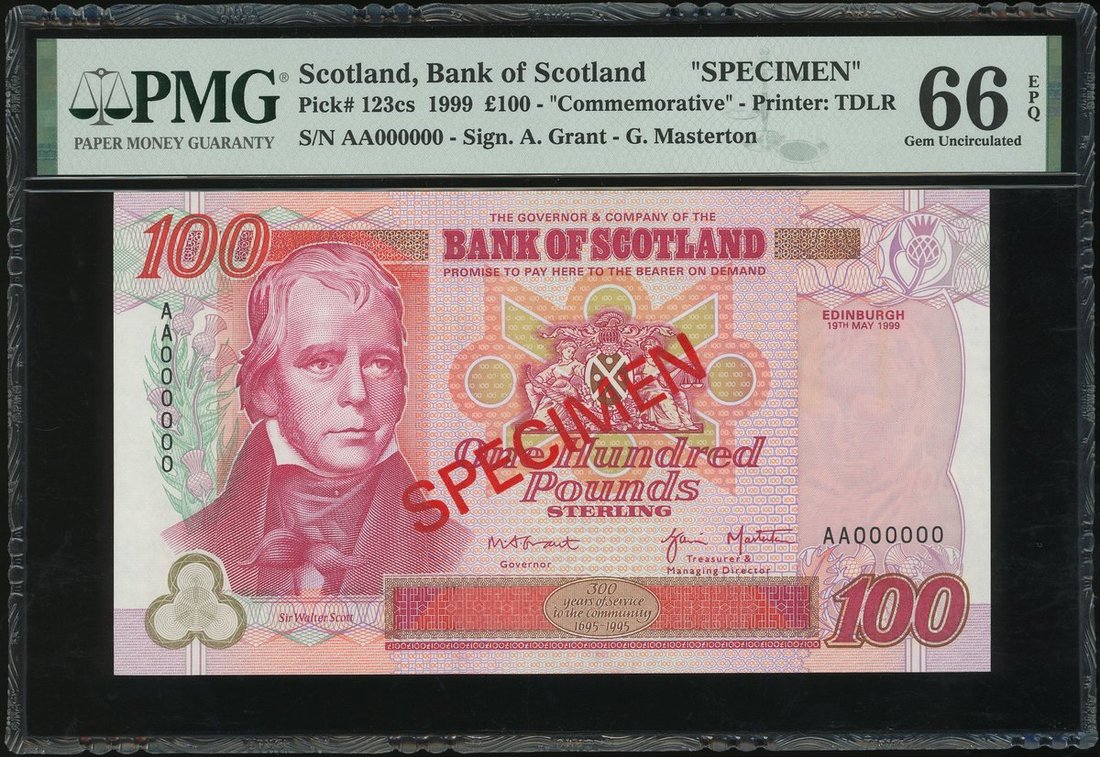 PMG®
PAPER MONEY GUARANTY
Scotland, Bank of Scotland "SPECIMEN"
Pick# 123cs 1999 £100 - "Commemorative" - Printer: TDLR
S/N AA000000 - Sign. A. Grant - G. Masterton
66
EPQ
Gem Uncirculated
100
THE GOVERNOR & COMPANY OF THE
BANK OF SCOTLAND
PROMISE TO PAY HERE TO THE BEARER ON DEMAND
EDINBURGH
19TH MAY 1999
AA000000
SPECIMEN
One Hundred
Pounds
STERLING
AA000000
Governor
Treasurer &
Managing Director
300
years of service
to the community
1695-1995
Sir Walter Scott
100